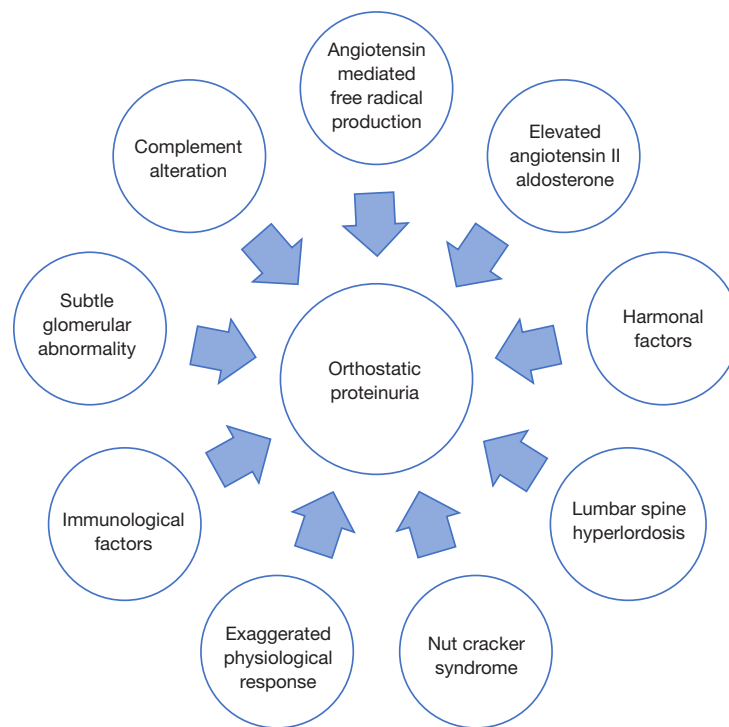 Angiotensin
mediated
free radical
production
Elevated
angiotensin II
aldosterone
Harmonal
factors
Lumbar spine
hyperlordosis
Nut cracker
syndrome
Exaggerated
physiological
response
Immunological
factors
Subtle
glomerular
abnormality
Complement
alteration
Orthostatic
proteinuria